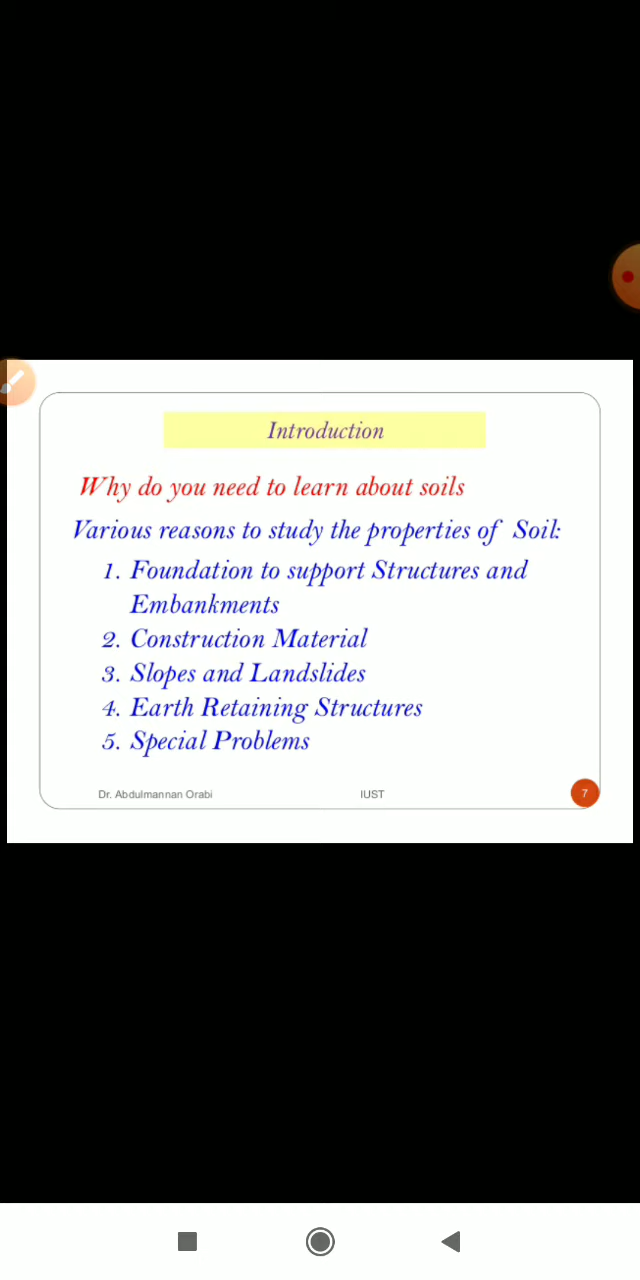 Introduction
Why do you need to learn about soils
Various reasons to study the properties of Soil:
1. Foundation to support Structures and
Embankments
2. Construction Material
3. Slopes and Landslides
4. Earth Retaining Structures
5. Special Problems
Dr. Abdulmannan Orabi IUST 7